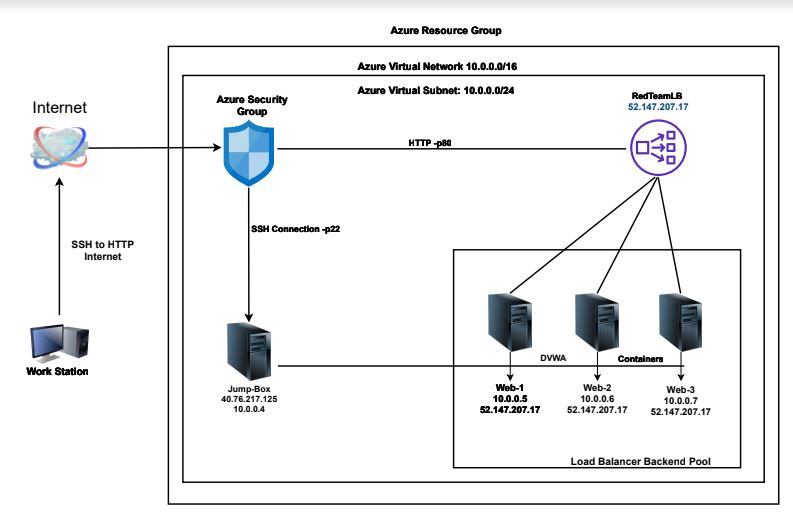 Azure Resource Group
Azure Virtual Network 10.0.0.0/16
Azure Virtual Subnet: 10.0.0.0/24
Internet
Azure Security
Group
RedTeamLB
52.147.207.17
HTTP -p80
SSH to HTTP
Internet
SSH Connection -p22
Work Station
Jump-Box
40.76.217.125
10.0.0.4
DVWA
Containers
Web-1
10.0.0.5
52.147.207.17
Web-2
10.0.0.6
52.147.207.17
Web-3
10.0.0.7
52.147.207.17
Load Balancer Backend Pool